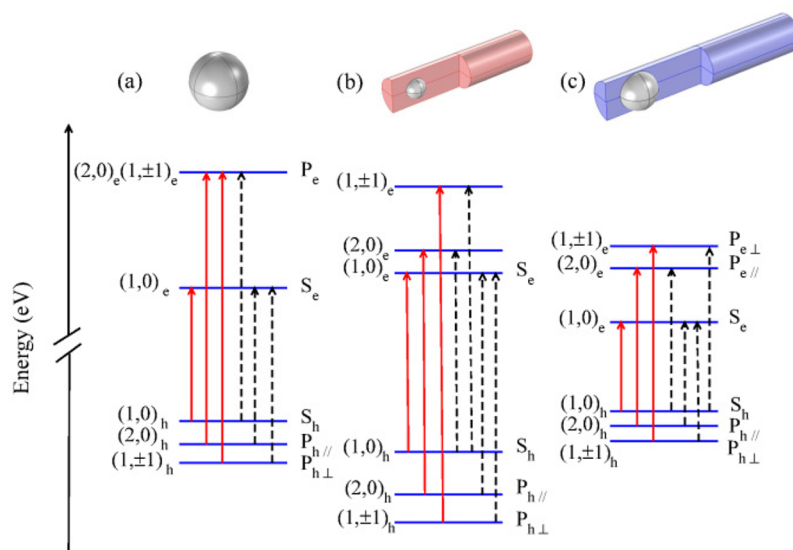 (a)
(b)
(c)
Energy (eV)
(2,0)e(1,±1)e
Pe
(1,0)e
Se
(1,0)h
Sh
(2,0)h
Ph//
(1,±1)h
Ph⊥
(1,±1)e
(2,0)e
(1,0)e
Se
(1,0)h
Sh
(2,0)h
Ph//
(1,±1)h
Ph⊥
(1,±1)e
Pe⊥
(2,0)e
Pe//
(1,0)e
Se
(1,0)h
Sh
(2,0)h
Ph//
(1,±1)h
Ph⊥